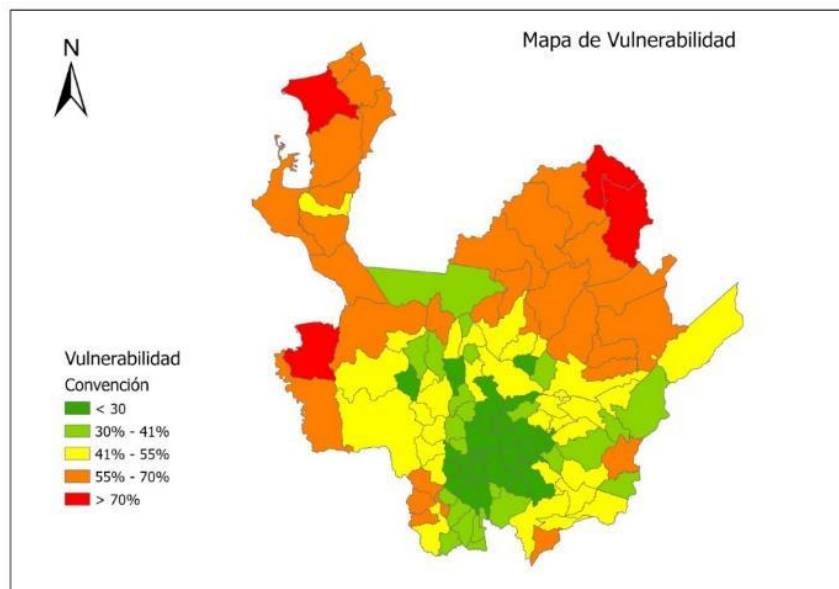 Mapa de Vulnerabilidad
N
Vulnerabilidad
Convención
< 30
30% - 41%
41% - 55%
55% - 70%
> 70%